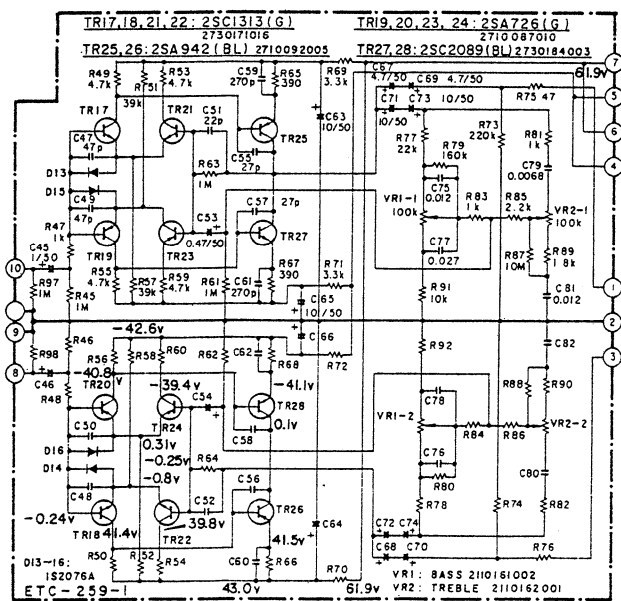 TR17,18,21,22: 2SC1313(G)
2730171016
TR25,26: 2SA942(BL) 2710092005
TR19,20,23,24: 2SA726(G)
2710087010
TR27,28: 2SC2089(BL) 2730184003
R49 4.7k
R51 39k
R53 4.7k
C59 270p
R65 390
R69 3.3k
C67 4.7/50
C69 4.7/50
R75 47
61.9v
7
5
6
4
TR17
TR21
C51 22p
TR25
C63 10/50
C71 10/50
C73 10/50
R77 22k
R79 160k
R73 220k
R81 1k
C79 0.0068
C47 47p
C55 27p
R63 1M
D13
D15
C75 0.012
VR1-1 100k
R83 1k
R85 2.2k
VR2-1 100k
C49 47p
C53 0.47/50
C57 27p
R47 1k
TR19
TR23
TR27
C77 0.027
R87 10M
R89 1.8k
C45 1/50
10
R55 4.7k
R57 39k
R59 4.7k
R61 1M
C61 270p
R67 390
R71 3.3k
C81 0.012
R97 1M
R45 1M
C65 10/50
R91 10k
1
2
9
R46
-42.6v
C66
R98
R56
R58
R60
R62
C62
R68
R72
R92
C82
3
8
C46
R48
-40.8v
TR20
-39.4v
C54
-41.1v
TR28
R88
R90
C78
TR24
0.1v
C58
VR1-2
R84
R86
VR2-2
C50
0.31v
D16
-0.25v
R64
D14
-0.8v
C76
R80
C80
C48
C52
C56
-0.24v
TR18
41.4v
TR22
39.8v
TR26
41.5v
C64
R78
R74
R82
C72
C74
C68
C70
R76
D13-16:
1S2076A
R50
R52
R54
C60
R66
R70
ETC-259-1
43.0v
61.9v
VR1: BASS 2110161002
VR2: TREBLE 2110162001